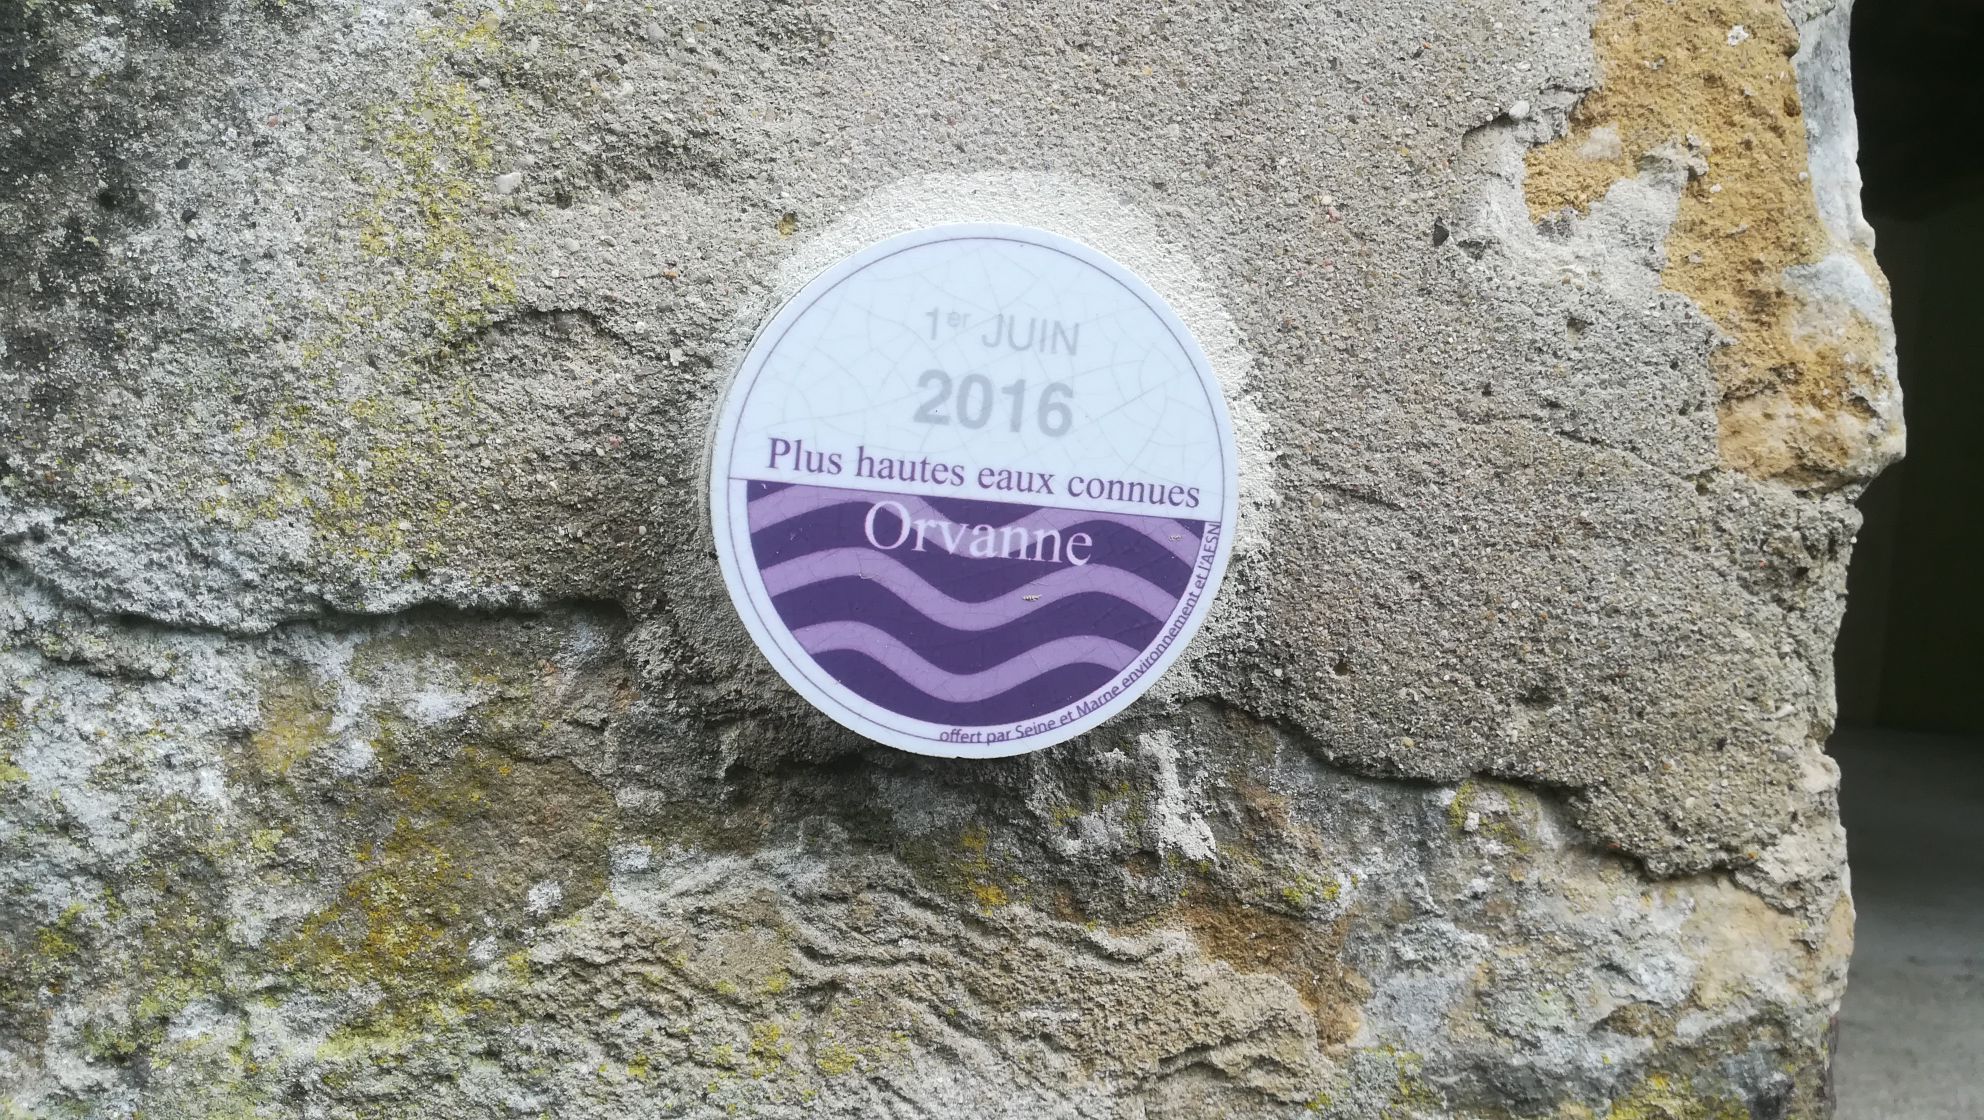 1er JUIN
2016
Plus hautes eaux connues
Orvanne
offert par Seine et Marne environnement et l'AESN